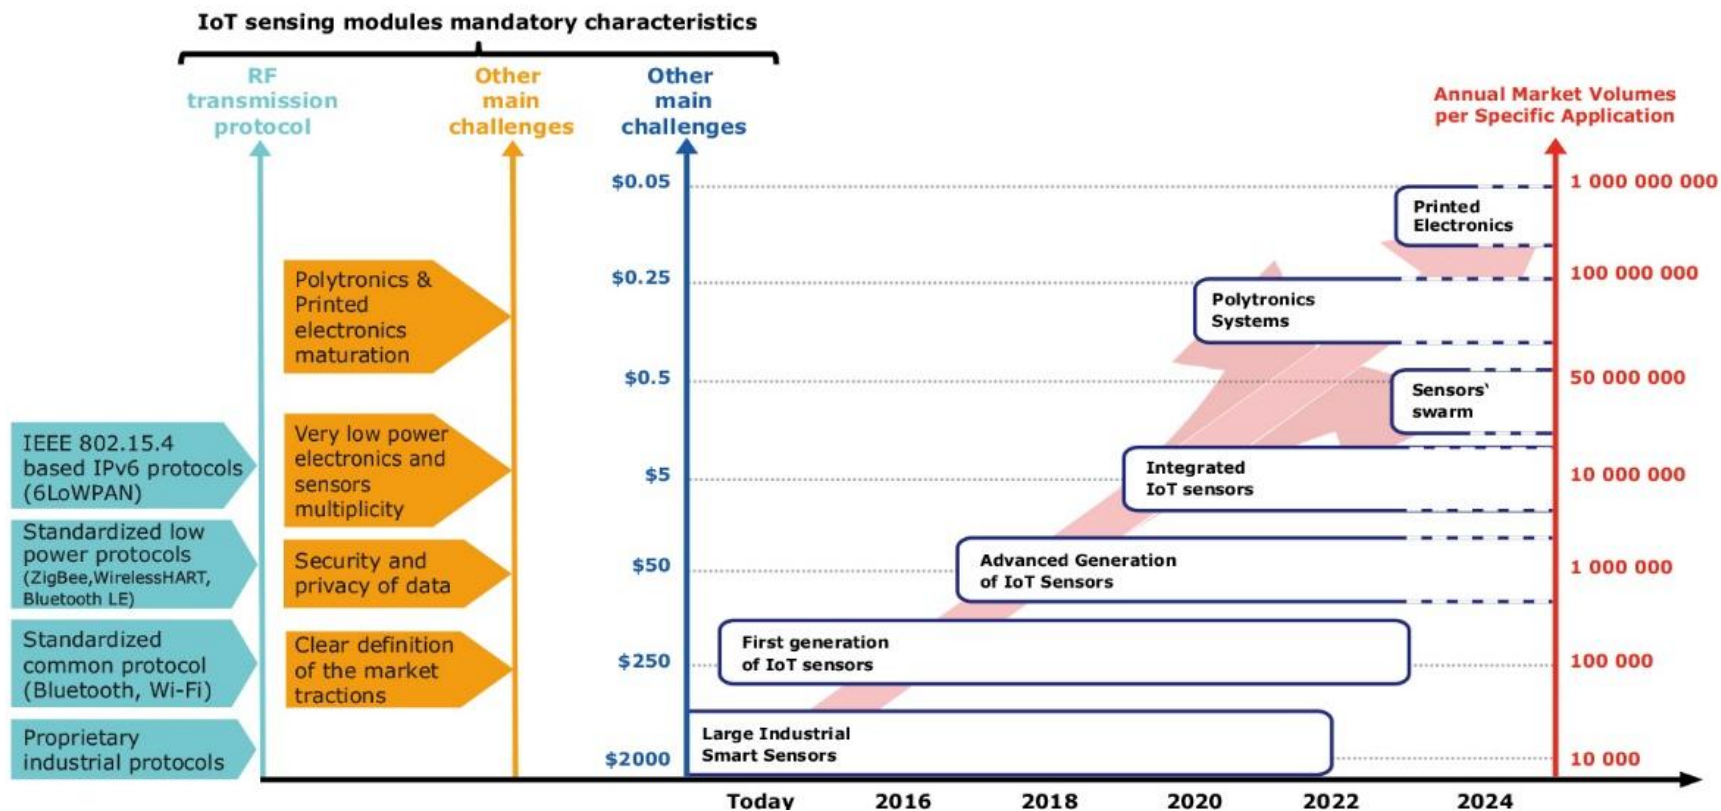 IoT sensing modules mandatory characteristics
RF
transmission
protocol
Other
main
challenges
Other
main
challenges
Annual Market Volumes
per Specific Application
IEEE 802.15.4
based IPv6 protocols
(6LoWPAN)
Standardized low
power protocols
(ZigBee,WirelessHART,
Bluetooth LE)
Standardized
common protocol
(Bluetooth, Wi-Fi)
Proprietary
industrial protocols
Polytronics &
Printed
electronics
maturation
Very low power
electronics and
sensors
multiplicity
Security and
privacy of data
Clear definition
of the market
tractions
$0.05
$0.25
$0.5
$5
$50
$250
$2000
Printed
Electronics
Polytronics
Systems
Sensors‘
swarm
Integrated
IoT sensors
Advanced Generation
of IoT Sensors
First generation
of IoT sensors
Large Industrial
Smart Sensors
1 000 000 000
100 000 000
50 000 000
10 000 000
1 000 000
100 000
10 000
Today 2016 2018 2020 2022 2024